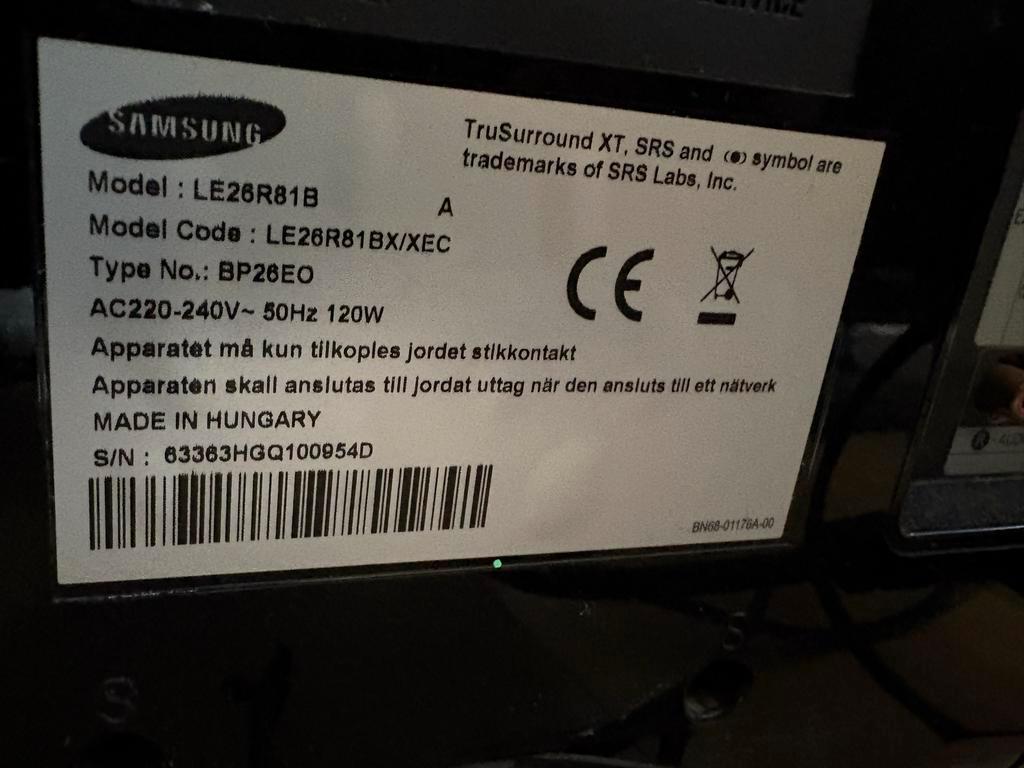 SERVICE
SAMSUNG
TruSurround XT, SRS and (●) symbol are
trademarks of SRS Labs, Inc.
Model : LE26R81B
A
Model Code : LE26R81BX/XEC
Type No.: BP26EO
AC220-240V~ 50Hz 120W
CE
Apparatet må kun tilkoples jordet stikkontakt
Apparaten skall anslutas till jordat uttag när den ansluts till ett nätverk
MADE IN HUNGARY
S/N : 63363HGQ100954D
BN68-01176A-00
S
S